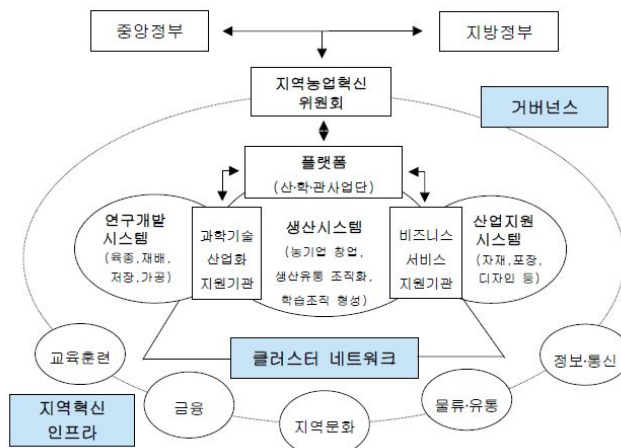 중앙정부
지방정부
지역농업혁신
위원회
거버넌스
플랫폼
(산·학·관사업단)
연구개발
시스템
(육종,재배,
저장,가공)
과학기술
산업화
지원기관
생산시스템
(농기업 창업,
생산유통 조직화,
학습조직 형성)
비즈니스
서비스
지원기관
산업지원
시스템
(자재,포장,
디자인 등)
교육훈련
클러스터 네트워크
정보·통신
지역혁신
인프라
금융
지역문화
물류·유통